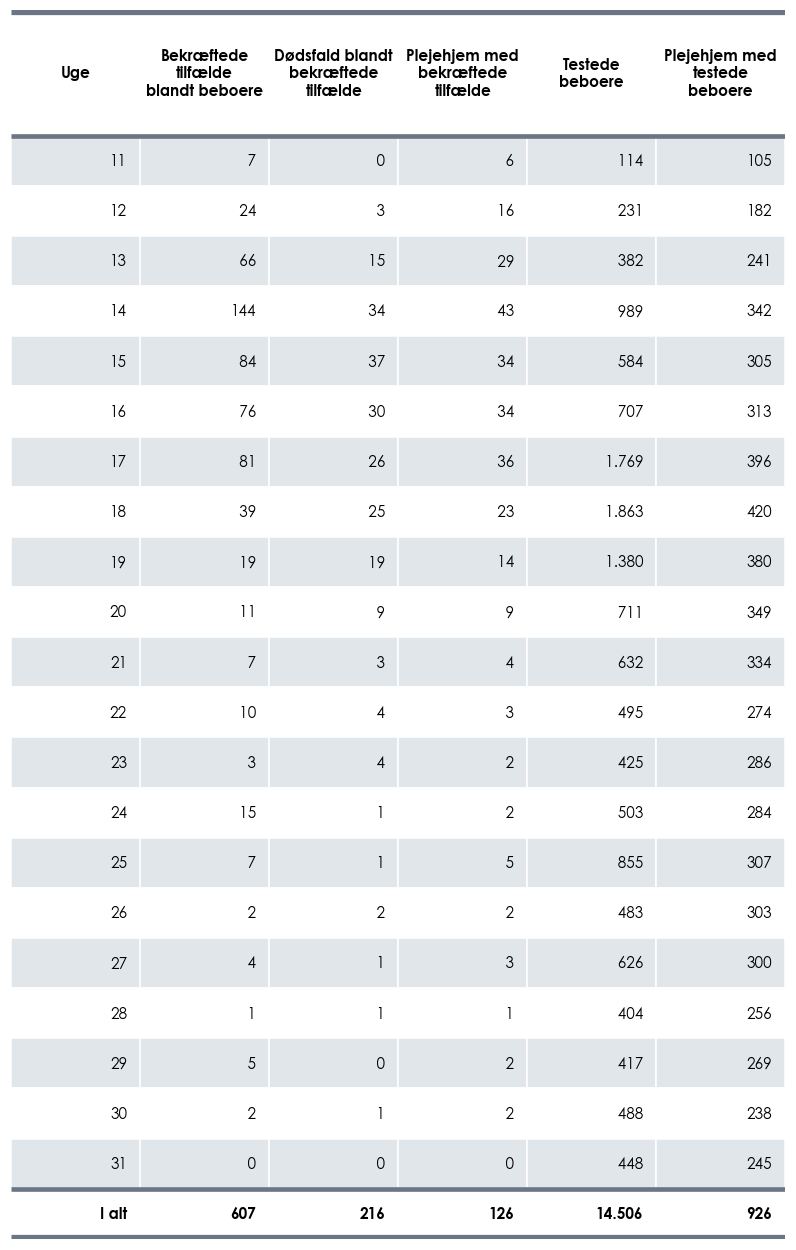 Uge Bekræftede tilfælde blandt beboere Dødsfald blandt bekræftede tilfælde Plejehjem med bekræftede tilfælde Testede beboere Plejehjem med testede beboere
11 7 0 6 114 105
12 24 3 16 231 182
13 66 15 29 382 241
14 144 34 43 989 342
15 84 37 34 584 305
16 76 30 34 707 313
17 81 26 36 1.769 396
18 39 25 23 1.863 420
19 19 19 14 1.380 380
20 11 9 9 711 349
21 7 3 4 632 334
22 10 4 3 495 274
23 3 4 2 425 286
24 15 1 2 503 284
25 7 1 5 855 307
26 2 2 2 483 303
27 4 1 3 626 300
28 1 1 1 404 256
29 5 0 2 417 269
30 2 1 2 488 238
31 0 0 0 448 245
I alt 607 216 126 14.506 926